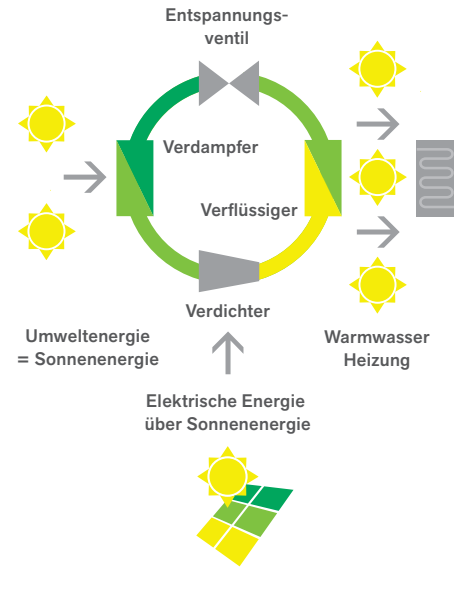 Entspannungs-
ventil
Verdampfer
Verflüssiger
Verdichter
Umweltenergie
= Sonnenenergie
Warmwasser
Heizung
Elektrische Energie
über Sonnenenergie